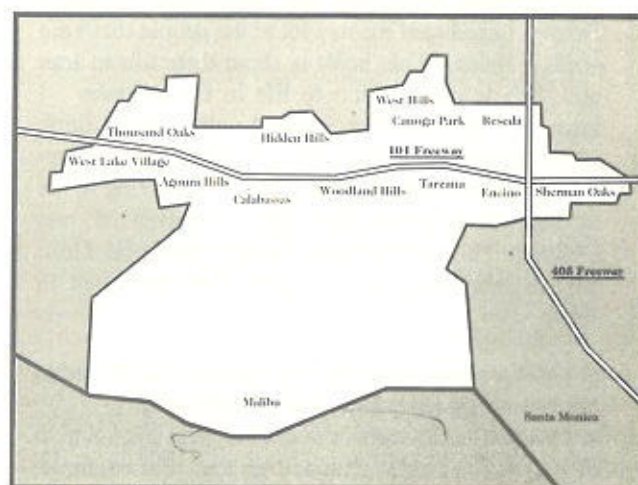 West Hills
Thousand Oaks
Hidden Hills
Canoga Park
Reseda
101 Freeway
West Lake Village
Agoura Hills
Calabasas
Woodland Hills
Tarzana
Encino
Sherman Oaks
405 Freeway
Malibu
Santa Monica